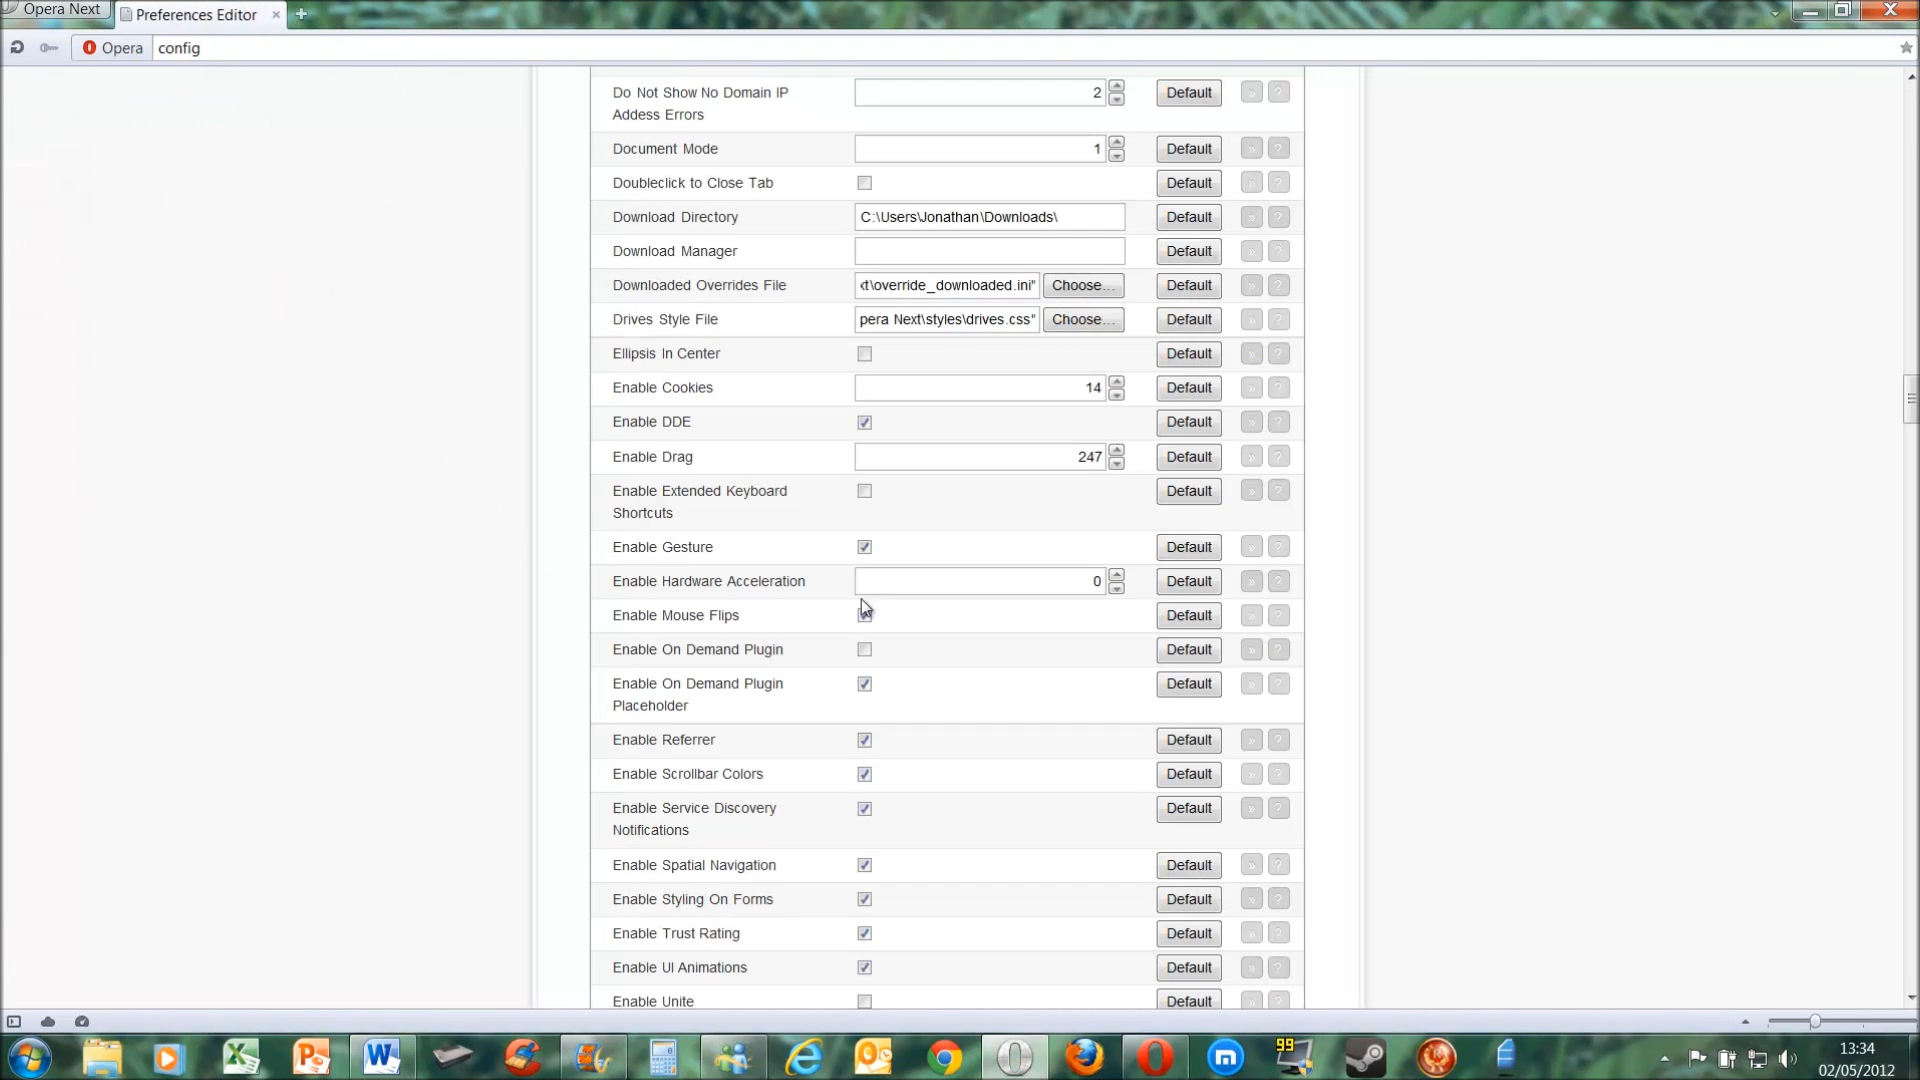 Opera Next
Preferences Editor
Opera
config
Do Not Show No Domain IP
Addess Errors
2
Default
Document Mode
1
Default
Doubleclick to Close Tab
Default
Download Directory
C:\Users\Jonathan\Downloads\
Default
Download Manager
Default
Downloaded Overrides File
t\override_downloaded.ini"
Choose...
Default
Drives Style File
pera Next\styles\drives.css"
Choose...
Default
Ellipsis In Center
Default
Enable Cookies
14
Default
Enable DDE
Default
Enable Drag
247
Default
Enable Extended Keyboard
Shortcuts
Default
Enable Gesture
Default
Enable Hardware Acceleration
0
Default
Enable Mouse Flips
Default
Enable On Demand Plugin
Default
Enable On Demand Plugin
Placeholder
Default
Enable Referrer
Default
Enable Scrollbar Colors
Default
Enable Service Discovery
Notifications
Default
Enable Spatial Navigation
Default
Enable Styling On Forms
Default
Enable Trust Rating
Default
Enable UI Animations
Default
Enable Unite
Default
99
13:34
02/05/2012